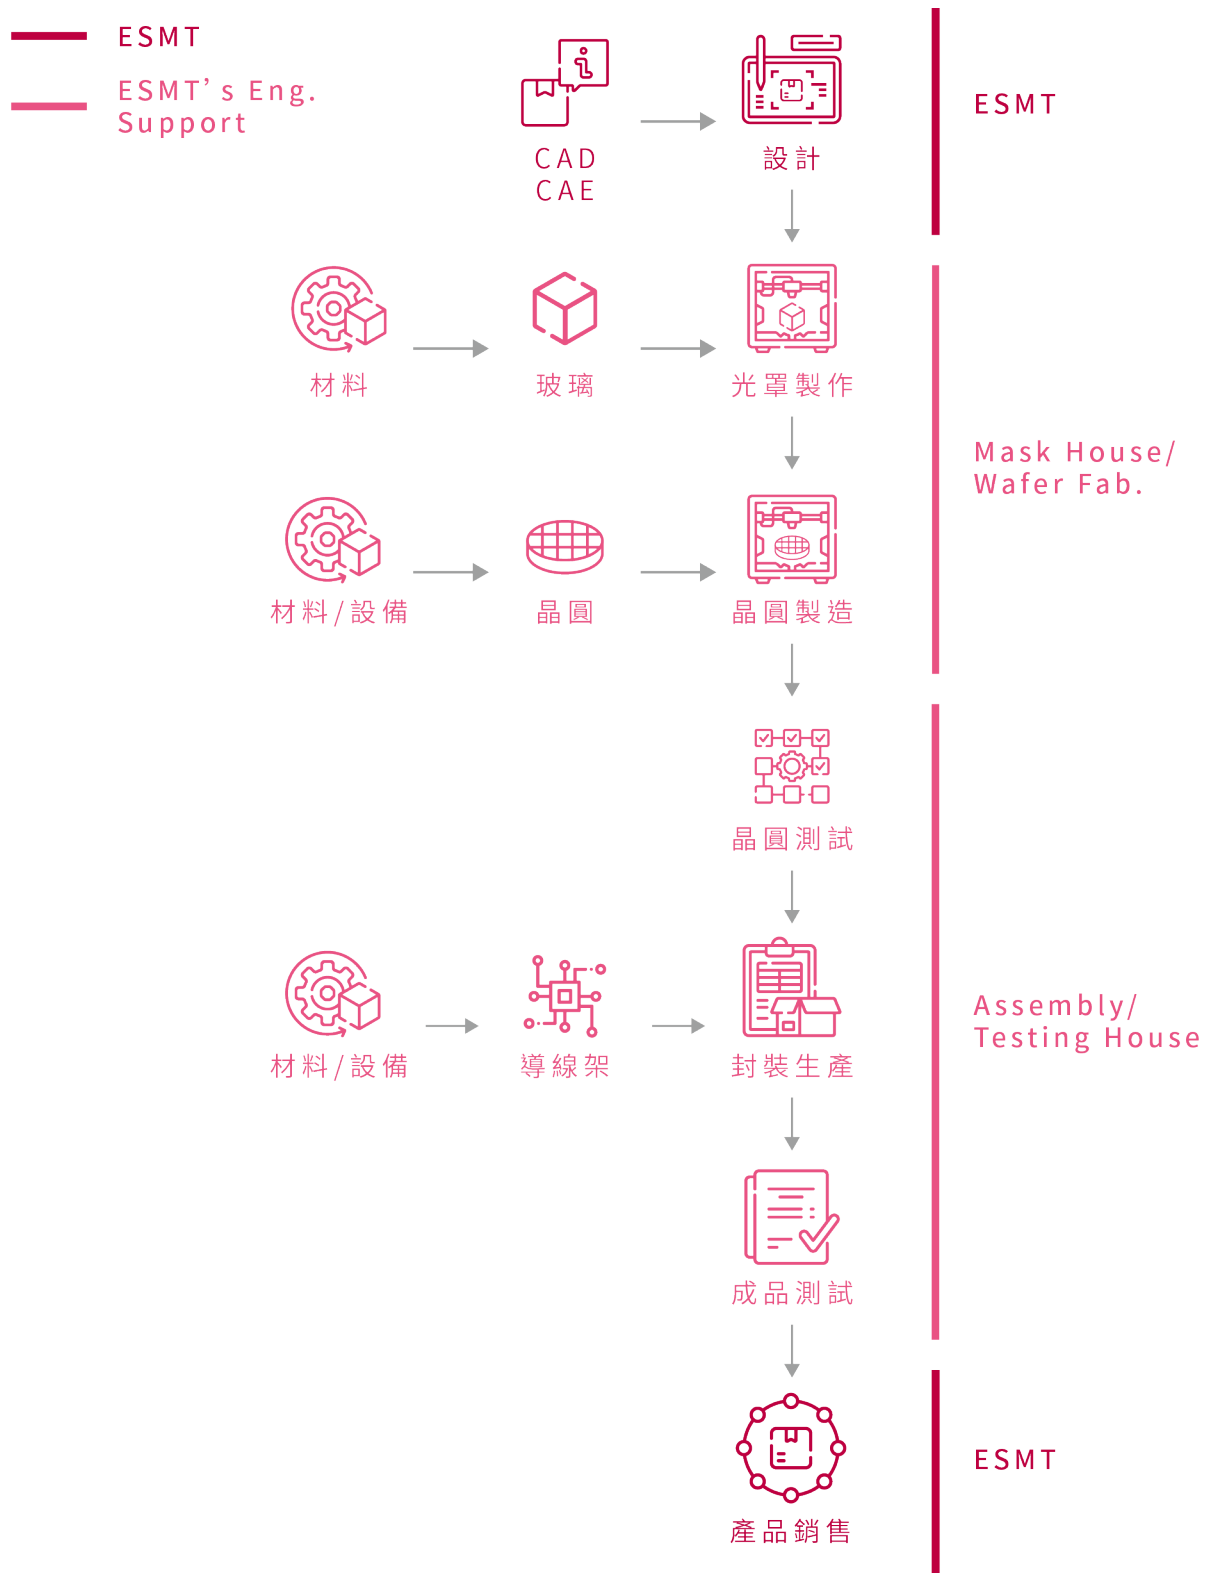 ESMT
ESMT’s Eng.
Support
CAD
CAE
設計
ESMT
材料
玻璃
光罩製作
Mask House/
Wafer Fab.
材料/設備
晶圓
晶圓製造
晶圓測試
材料/設備
導線架
封裝生產
Assembly/
Testing House
成品測試
ESMT
產品銷售